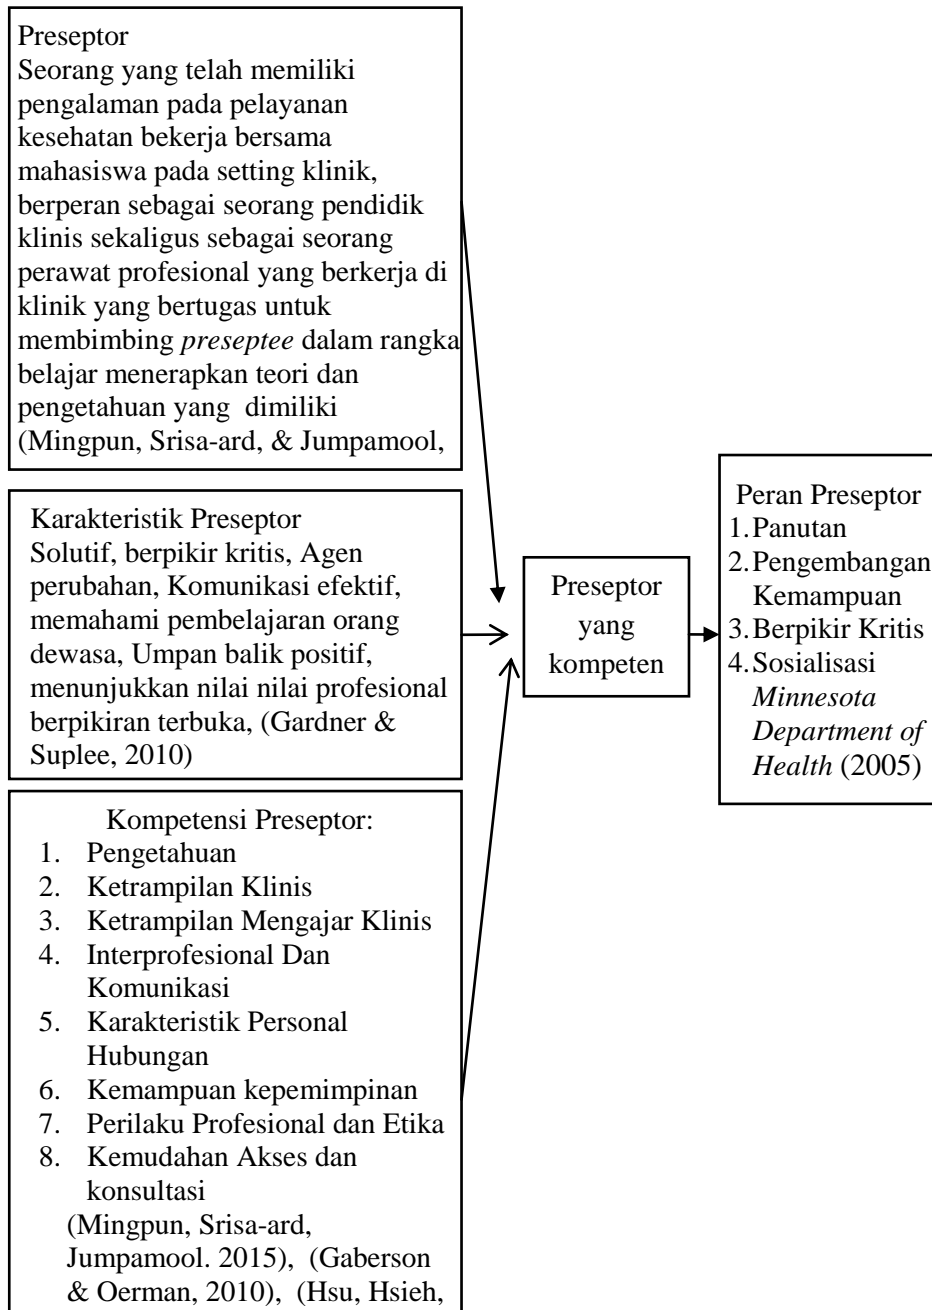 Preseptor
Seorang yang telah memiliki
pengalaman pada pelayanan
kesehatan bekerja bersama
mahasiswa pada setting klinik,
berperan sebagai seorang pendidik
klinis sekaligus sebagai seorang
perawat profesional yang berkerja di
klinik yang bertugas untuk
membimbing preseptee dalam rangka
belajar menerapkan teori dan
pengetahuan yang dimiliki
(Mingpun, Srisa-ard, & Jumpamool,
Karakteristik Preseptor
Solutif, berpikir kritis, Agen
perubahan, Komunikasi efektif,
memahami pembelajaran orang
dewasa, Umpan balik positif,
menunjukkan nilai nilai profesional
berpikiran terbuka, (Gardner &
Suplee, 2010)
Kompetensi Preseptor:
1. Pengetahuan
2. Ketrampilan Klinis
3. Ketrampilan Mengajar Klinis
4. Interprofesional Dan
Komunikasi
5. Karakteristik Personal
Hubungan
6. Kemampuan kepemimpinan
7. Perilaku Profesional dan Etika
8. Kemudahan Akses dan
konsultasi
(Mingpun, Srisa-ard,
Jumpamool. 2015), (Gaberson
& Oerman, 2010), (Hsu, Hsieh,
Preseptor
yang
kompeten
Peran Preseptor
1. Panutan
2. Pengembangan
Kemampuan
3. Berpikir Kritis
4. Sosialisasi
Minnesota
Department of
Health (2005)